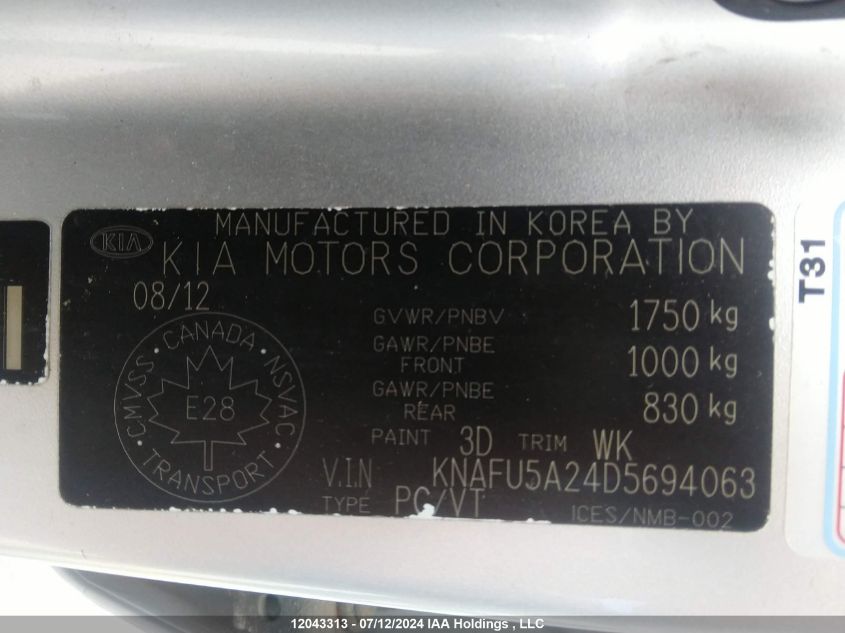 MANUFACTURED IN KOREA BY
KIA
KIA MOTORS CORPORATION
08/12
GVWR/PNBV 1750 kg
GAWR/PNBE
FRONT 1000 kg
GAWR/PNBE
REAR 830 kg
PAINT 3D TRIM WK
V.I.N KNAFU5A24D5694063
TYPE PC/VT
ICES/NMB-002
CMVSS · CANADA · NSVAC
E28
· TRANSPORT ·
T31
12043313 - 07/12/2024 IAA Holdings , LLC